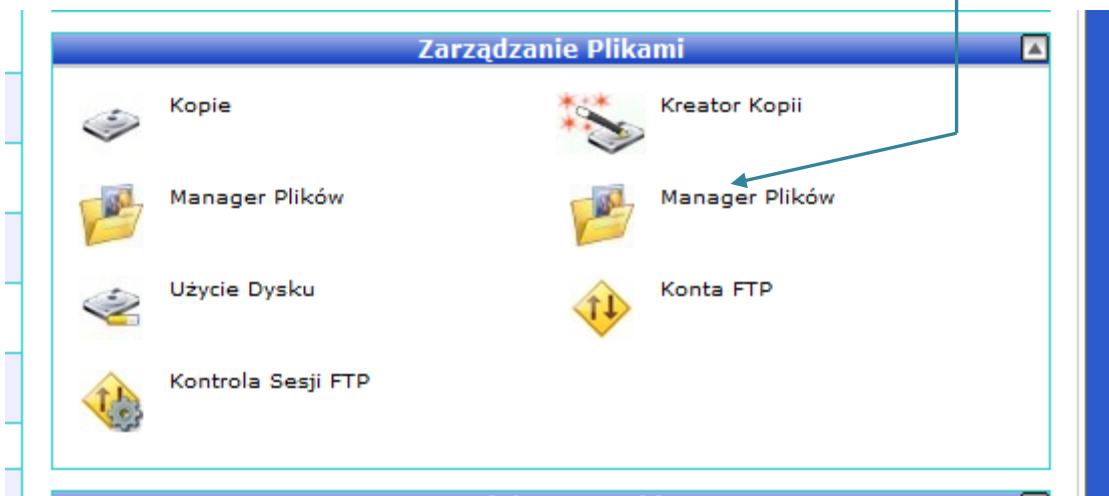 Zarządzanie Plikami
Kopie
Kreator Kopii
Manager Plików
Manager Plików
Użycie Dysku
Konta FTP
Kontrola Sesji FTP